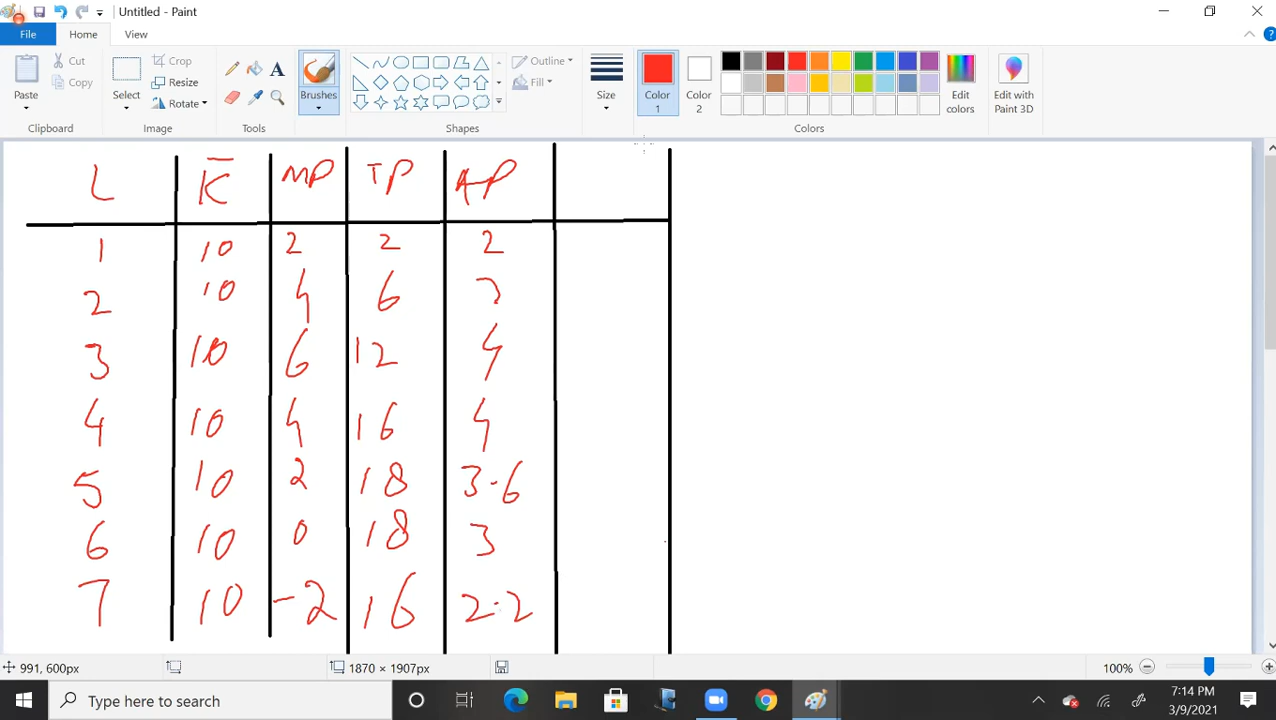 Untitled - Paint
File Home View
Paste Cut Copy
Clipboard
Select Crop Resize Rotate
Image
A
Tools
Brushes
Outline Fill
Shapes
Size
Color 1
Color 2
Edit colors
Edit with Paint 3D
Colors
L K̅ MP TP AP
1 10 2 2 2
2 10 4 6 3
3 10 6 12 4
4 10 4 16 4
5 10 2 18 3.6
6 10 0 18 3
7 10 -2 16 2.2
991, 600px 1870 × 1907px 100%
Type here to search
7:14 PM
3/9/2021